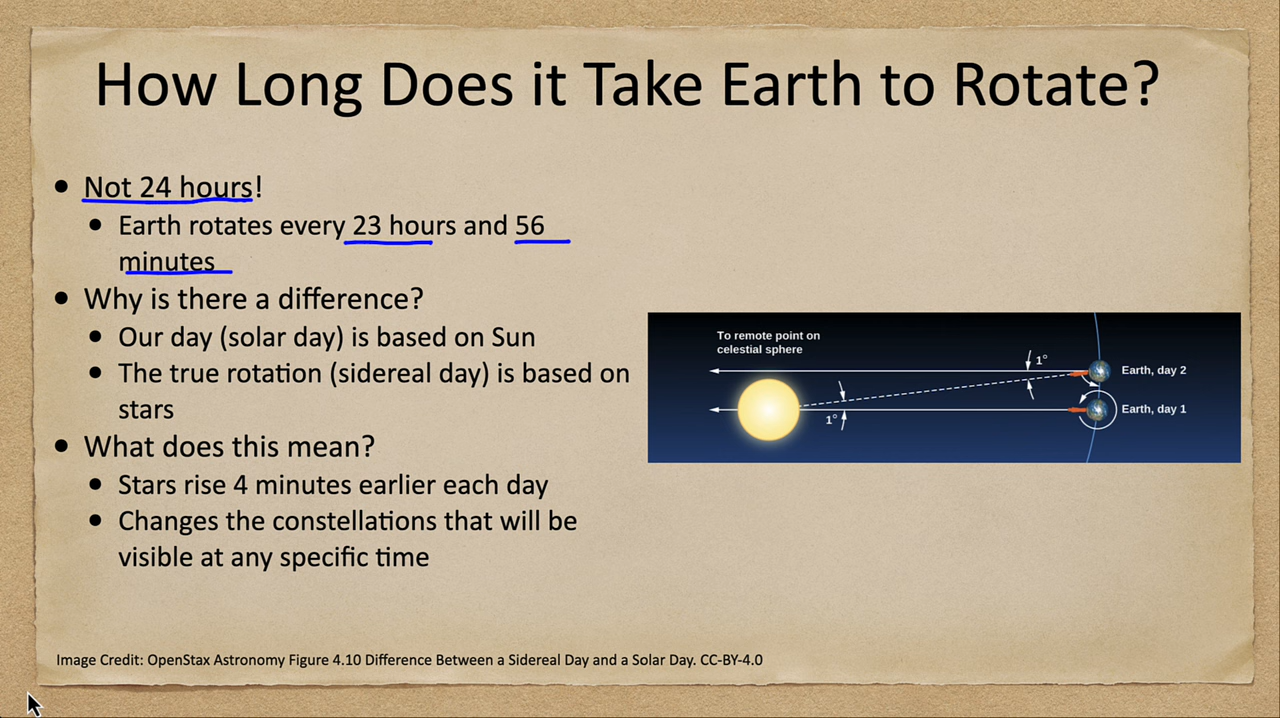 How Long Does it Take Earth to Rotate?
• Not 24 hours!
• Earth rotates every 23 hours and 56
minutes
• Why is there a difference?
• Our day (solar day) is based on Sun
• The true rotation (sidereal day) is based on
stars
• What does this mean?
• Stars rise 4 minutes earlier each day
• Changes the constellations that will be
visible at any specific time
To remote point on
celestial sphere
1°
Earth, day 2
1°
Earth, day 1
Image Credit: OpenStax Astronomy Figure 4.10 Difference Between a Sidereal Day and a Solar Day. CC-BY-4.0